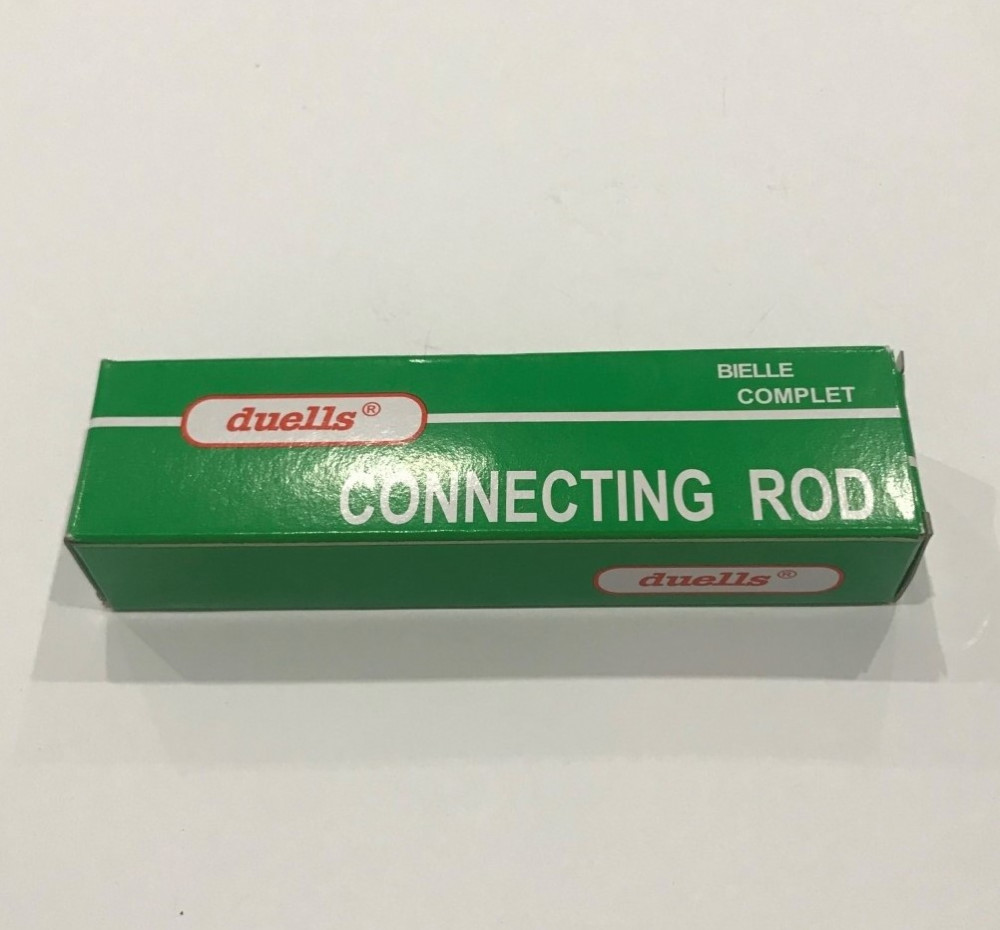 BIELLE
COMPLET
duells®
CONNECTING ROD
duells®